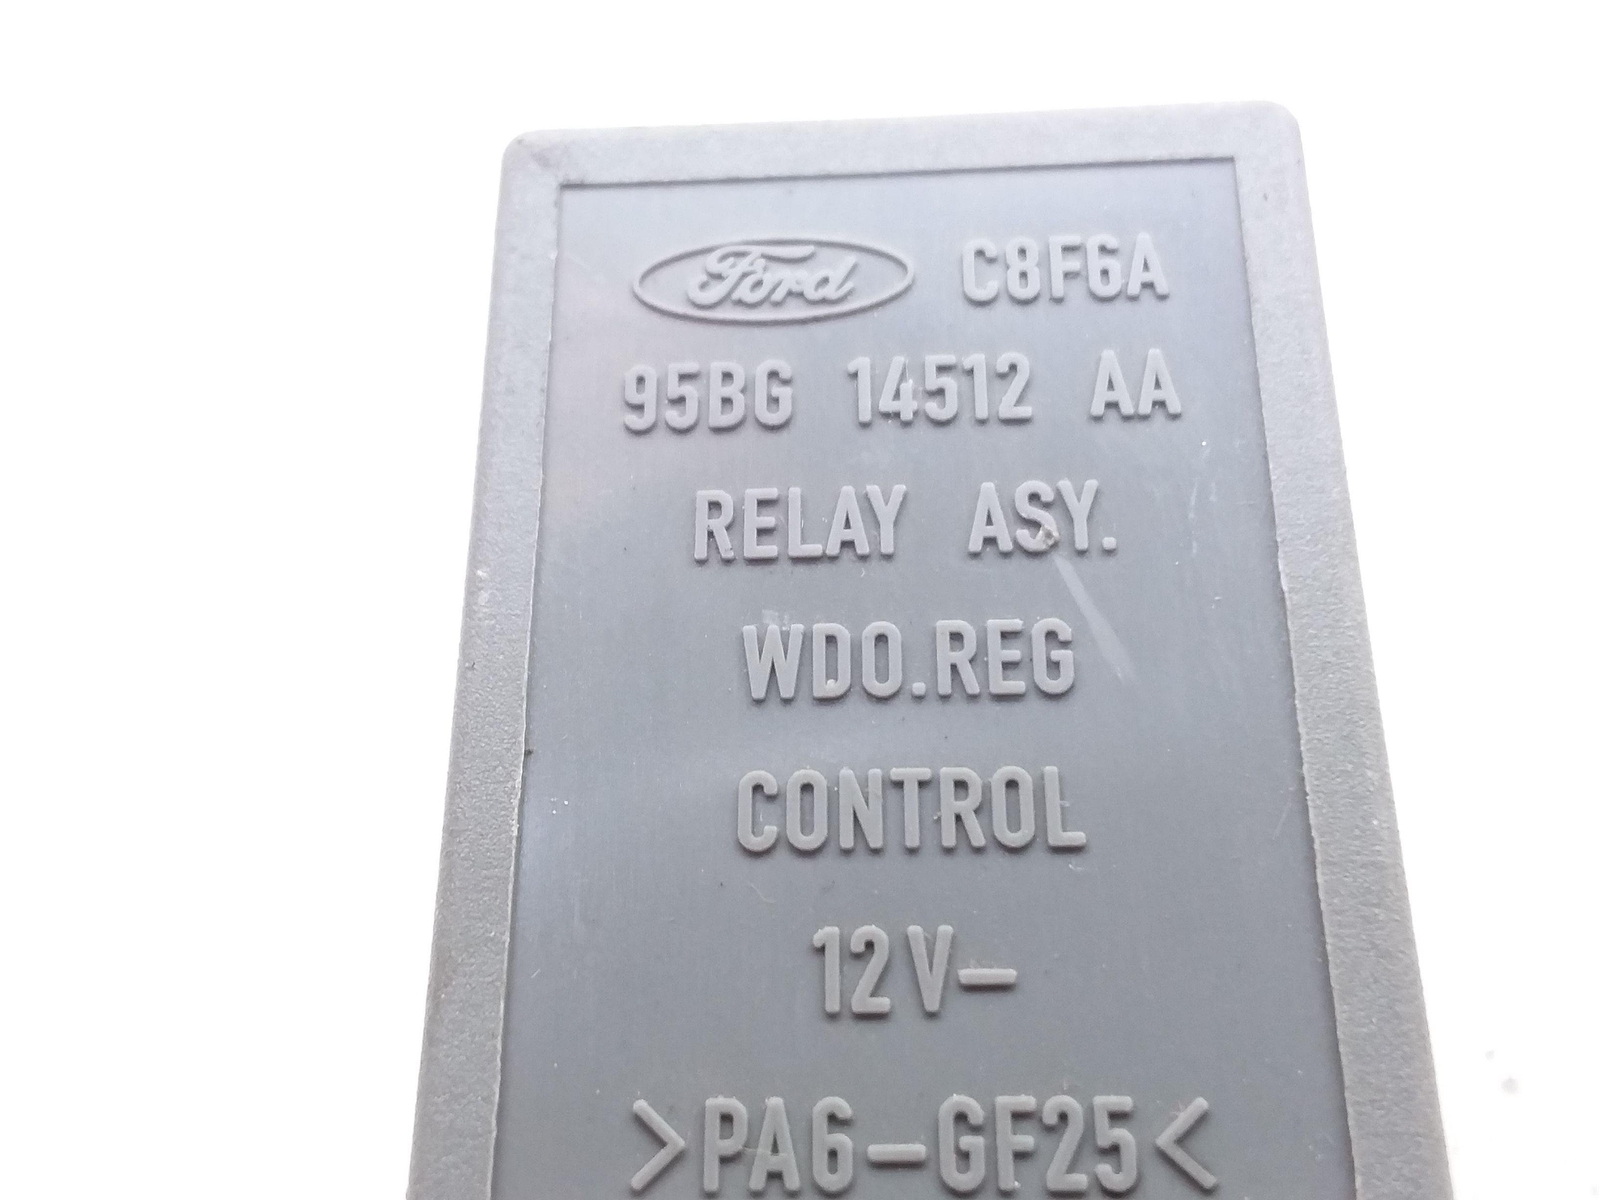 Ford C8F6A
95BG 14512 AA
RELAY ASY.
WDO.REG
CONTROL
12V-
>PA6-GF25<